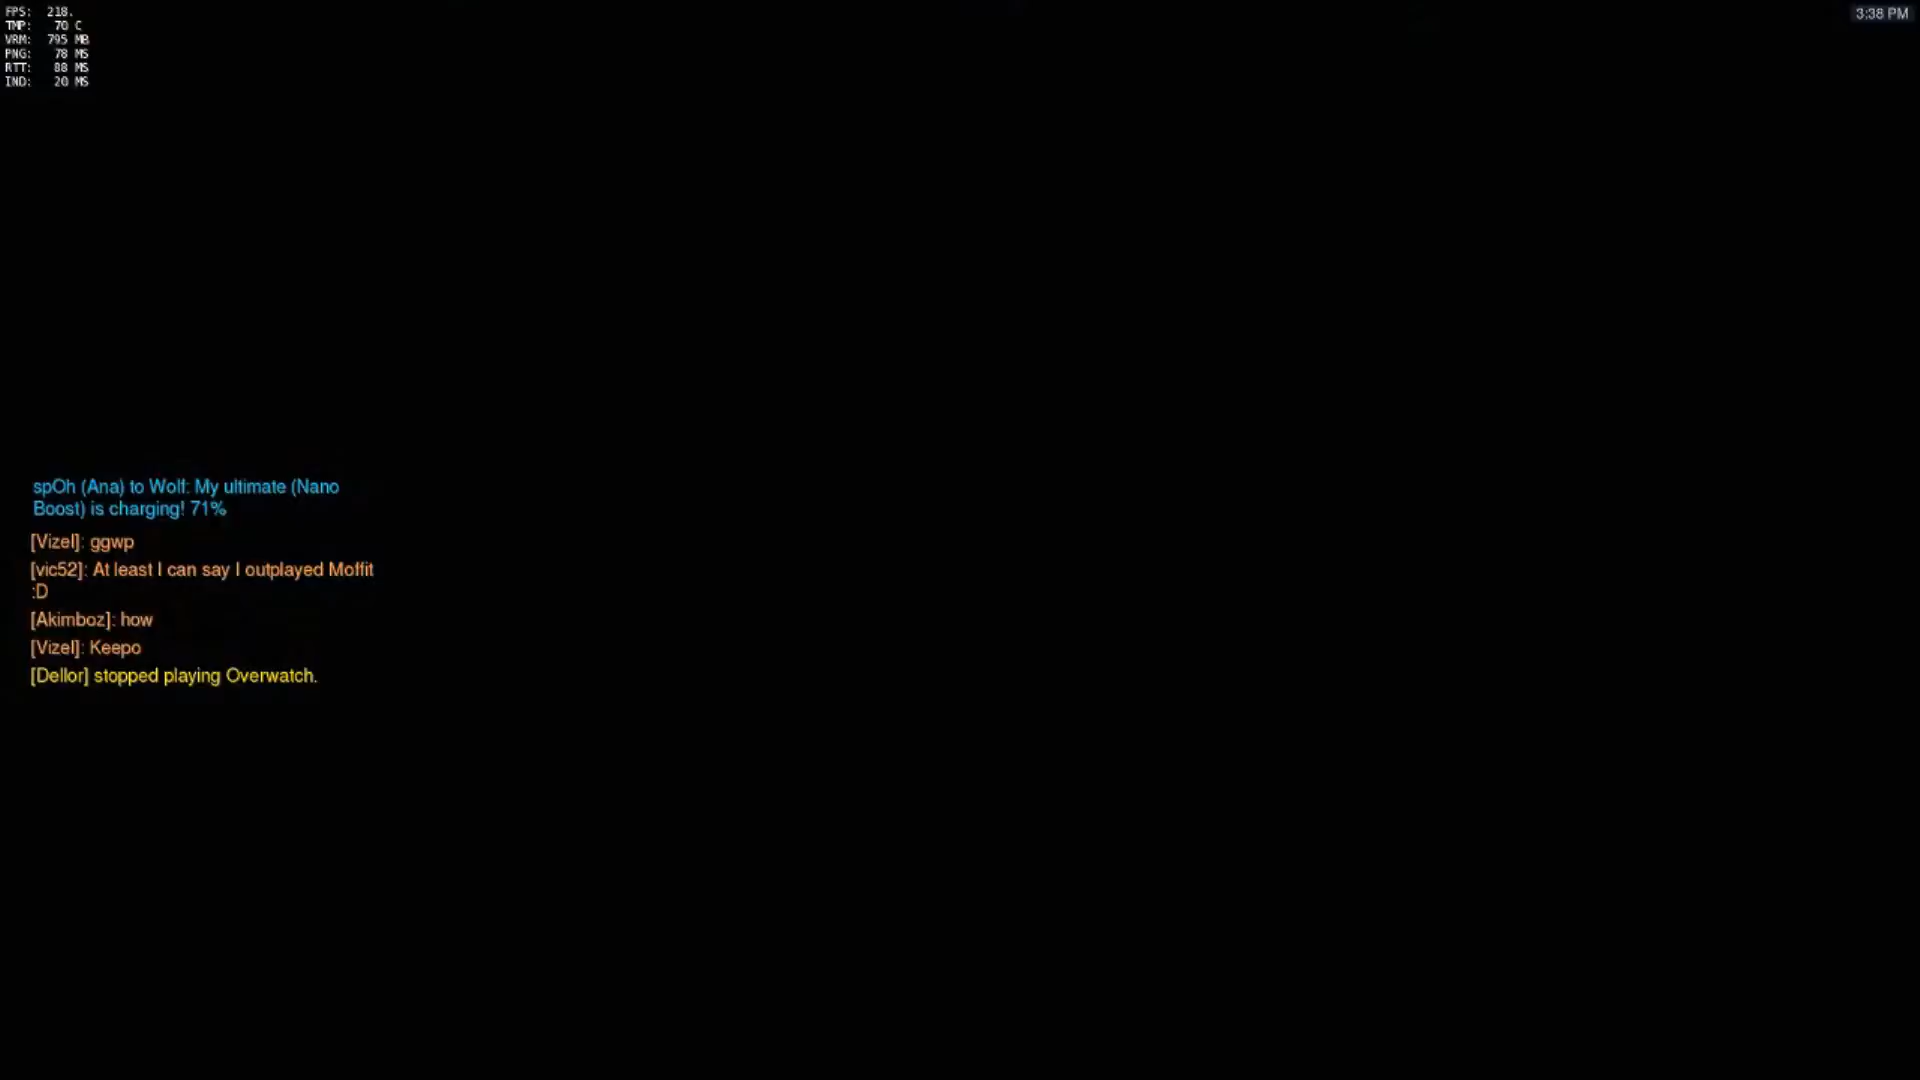 FPS: 218.
TMP: 70 C
VRM: 795 MB
PNG: 78 MS
RTT: 88 MS
IND: 20 MS
3:38 PM
spOh (Ana) to Wolf: My ultimate (Nano
Boost) is charging! 71%
[Vizel]: ggwp
[vic52]: At least I can say I outplayed Moffit
:D
[Akimboz]: how
[Vizel]: Keepo
[Dellor] stopped playing Overwatch.